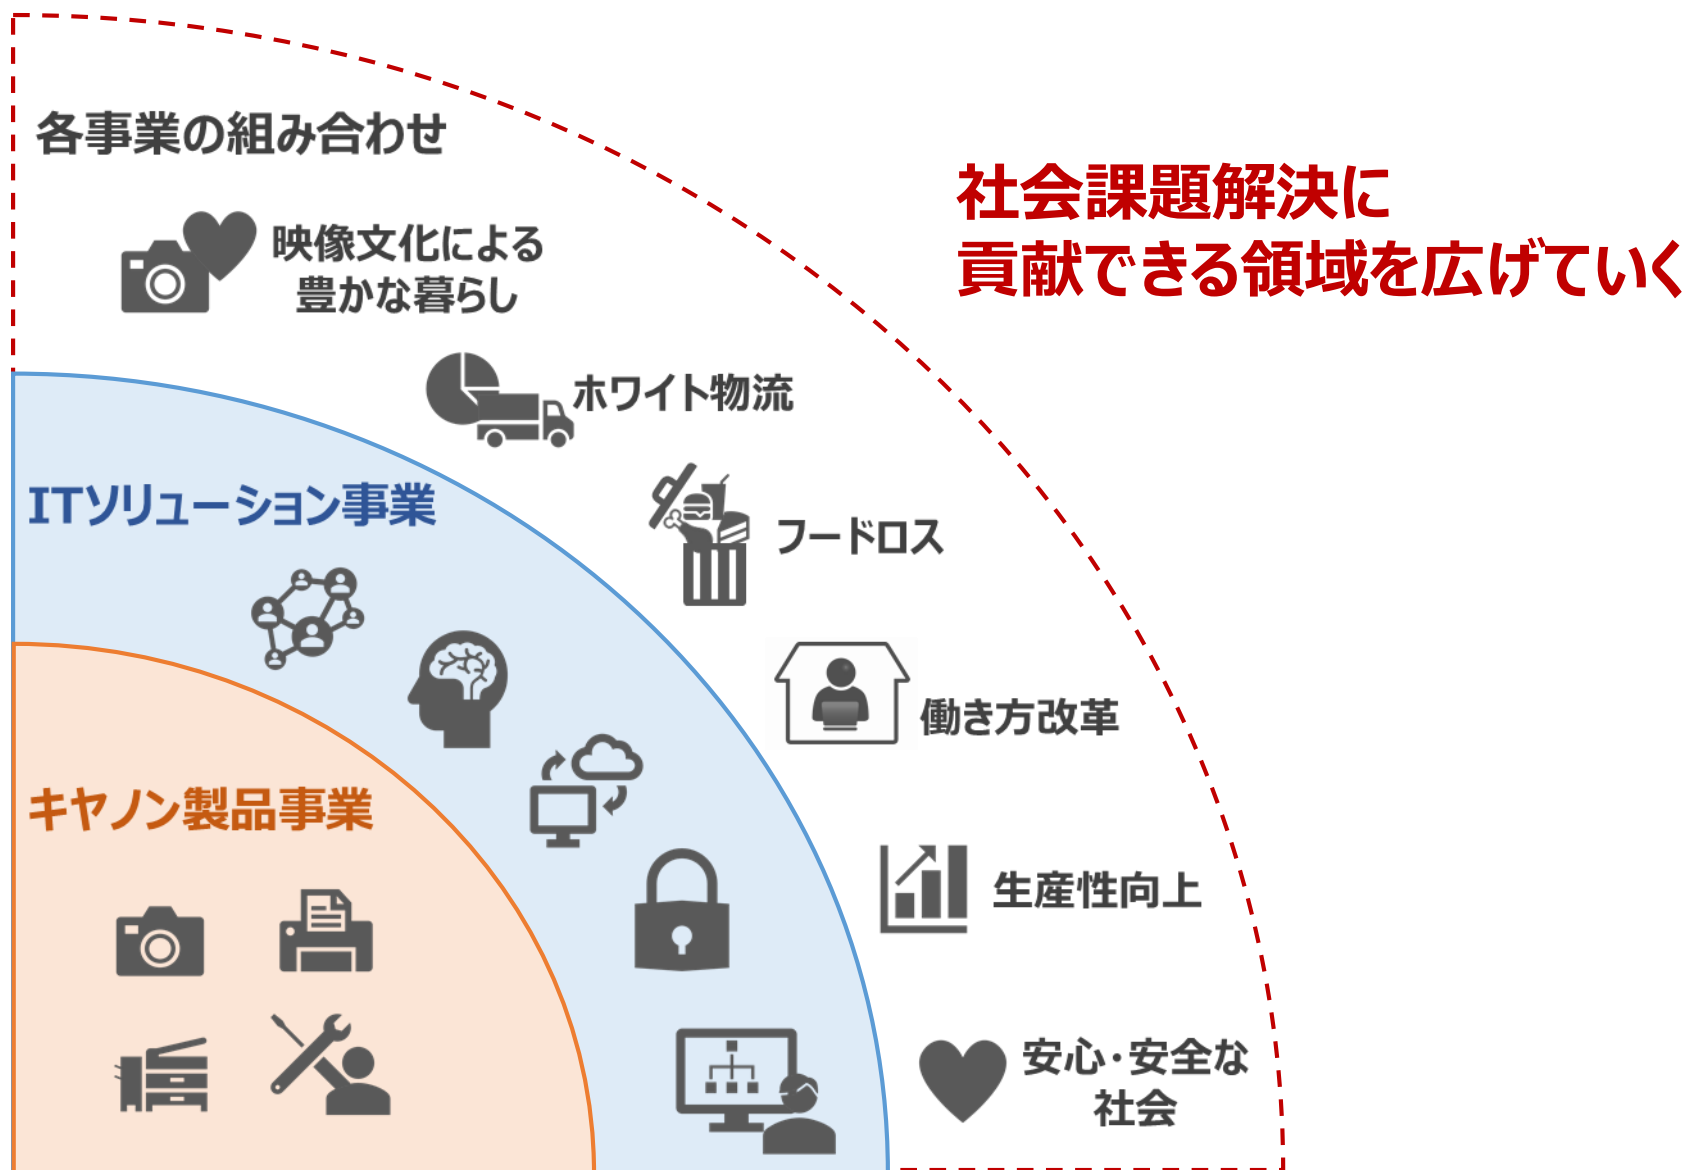 各事業の組み合わせ
社会課題解決に
貢献できる領域を広げていく
映像文化による
豊かな暮らし
ホワイト物流
ITソリューション事業
フードロス
働き方改革
キヤノン製品事業
生産性向上
安心・安全な
社会